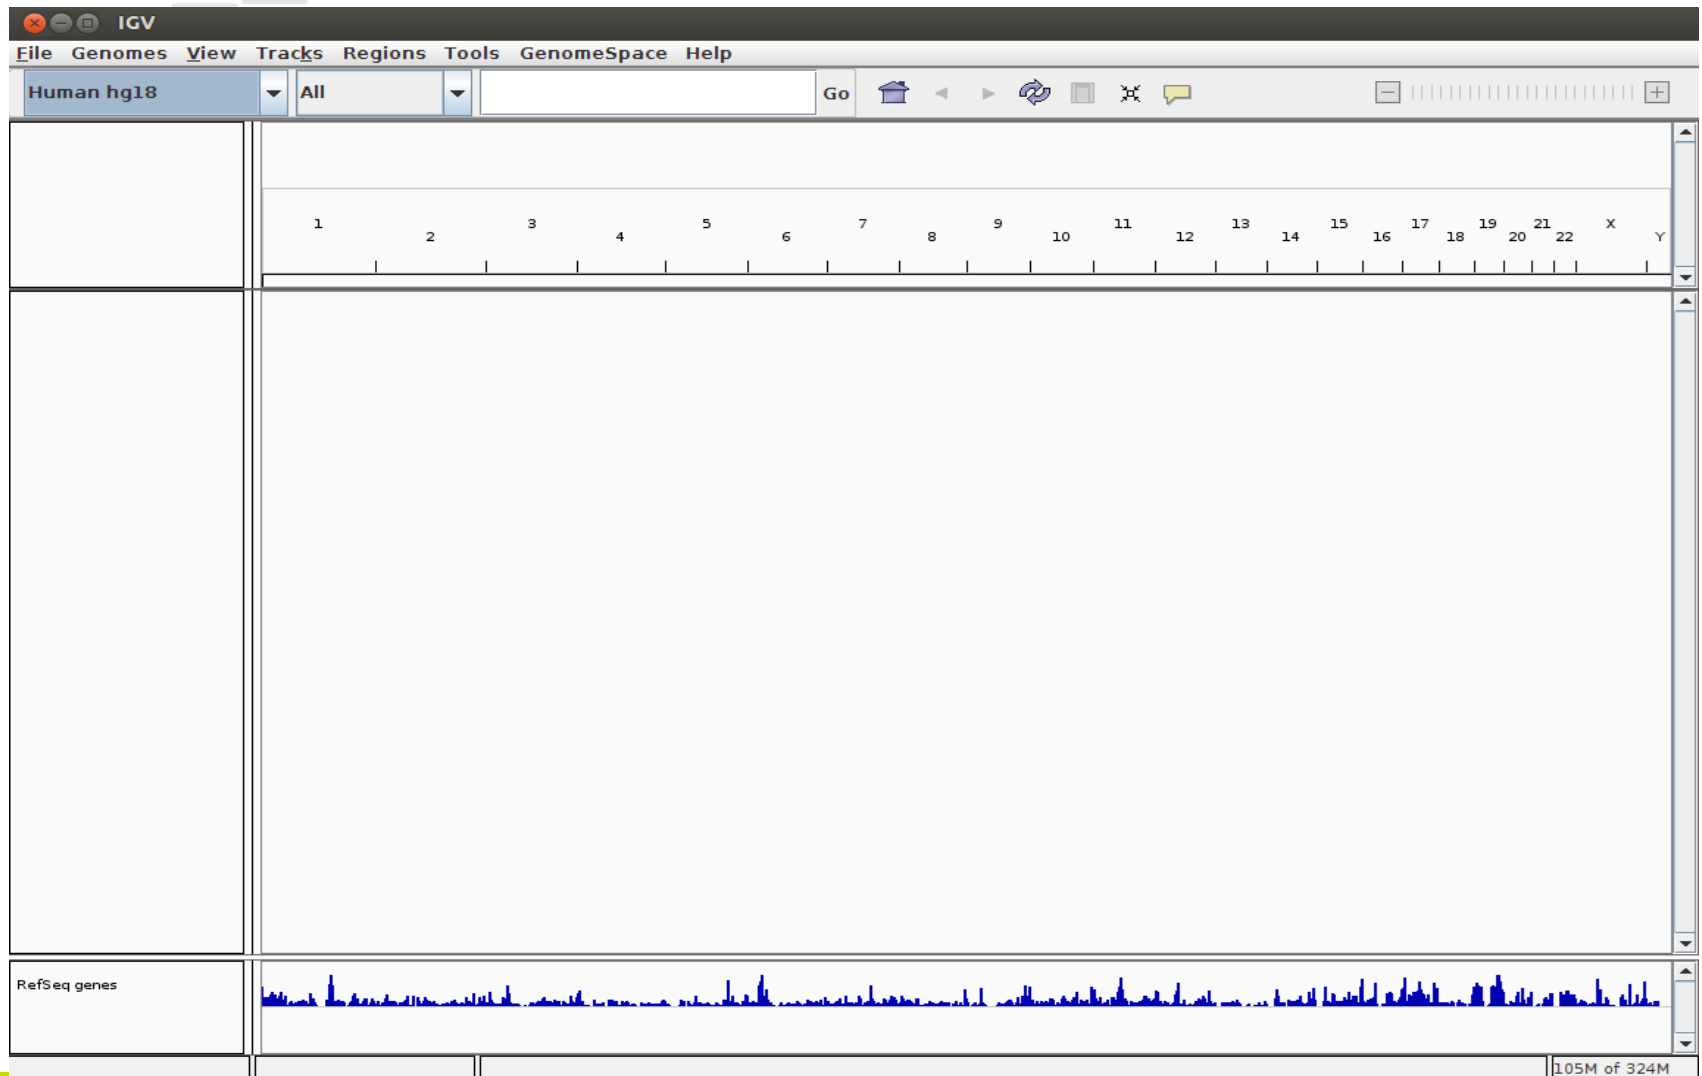 IGV
File Genomes View Tracks Regions Tools GenomeSpace Help
Human hg18 All Go
1 3 5 7 9 11 13 15 17 19 21 X
2 4 6 8 10 12 14 16 18 20 22 Y
RefSeq genes
105M of 324M